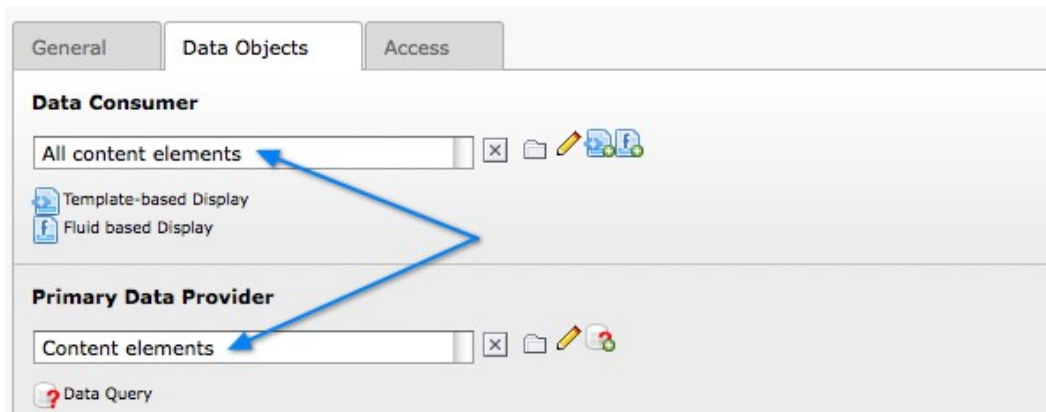 General Data Objects Access
Data Consumer
All content elements
Template-based Display
Fluid based Display
Primary Data Provider
Content elements
Data Query